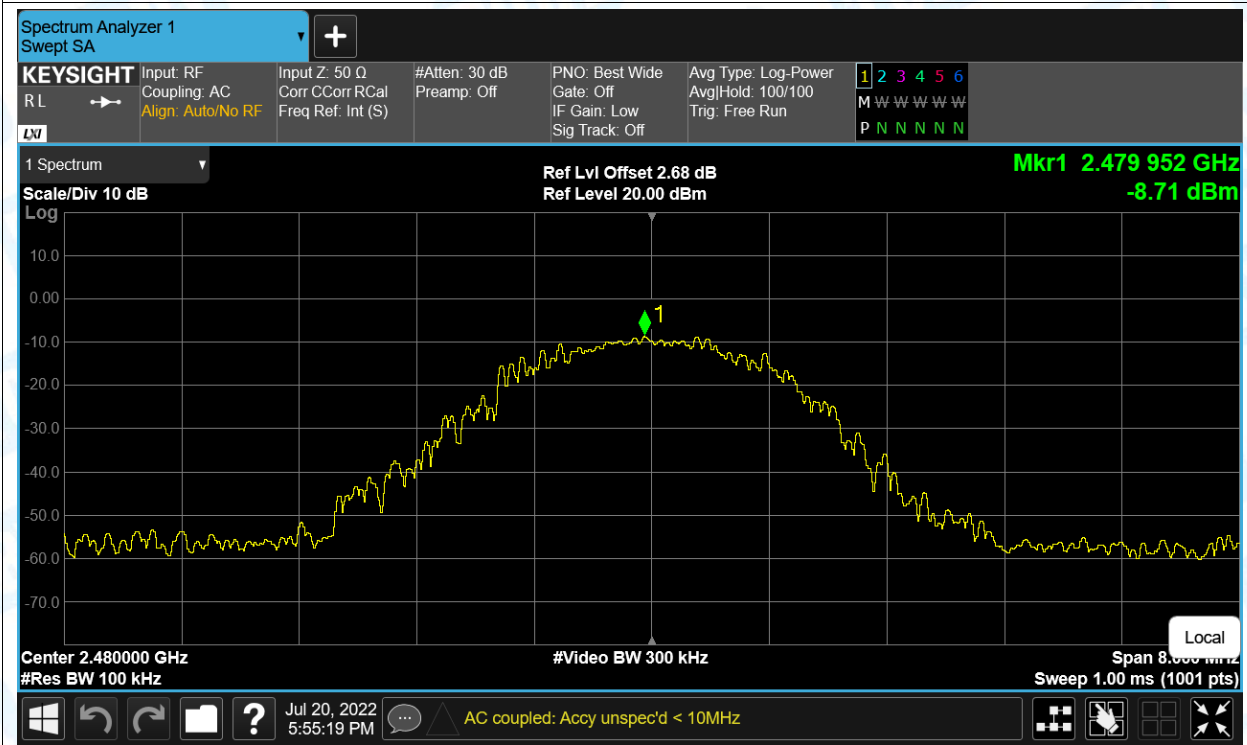 Spectrum Analyzer 1
Swept SA
KEYSIGHT
R L
LXI
Input: RF
Coupling: AC
Align: Auto/No RF
Input Z: 50 Ω
Corr CCorr RCal
Freq Ref: Int (S)
#Atten: 30 dB
Preamp: Off
PNO: Best Wide
Gate: Off
IF Gain: Low
Sig Track: Off
Avg Type: Log-Power
Avg|Hold: 100/100
Trig: Free Run
1 2 3 4 5 6
M W W W W W W
P N N N N N
1 Spectrum
Scale/Div 10 dB
Ref Lvl Offset 2.68 dB
Ref Level 20.00 dBm
Mkr1 2.479 952 GHz
-8.71 dBm
Log
10.0
0.00
-10.0
-20.0
-30.0
-40.0
-50.0
-60.0
-70.0
1
Local
Center 2.480000 GHz
#Video BW 300 kHz
Span 8.000 MHz
#Res BW 100 kHz
Sweep 1.00 ms (1001 pts)
?
Jul 20, 2022
5:55:19 PM
AC coupled: Accy unspec'd < 10MHz